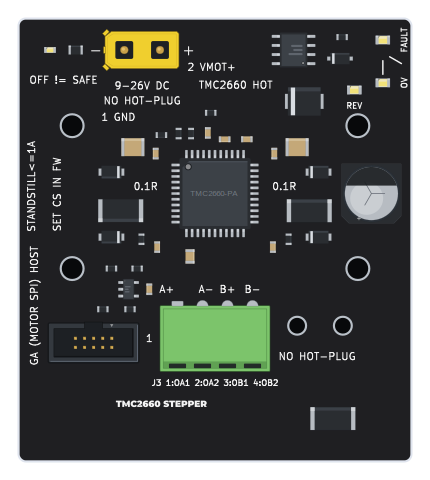 − +
2 VMOT+
OFF != SAFE
9-26V DC
TMC2660 HOT
NO HOT-PLUG
1 GND
REV
OV / FAULT
STANDSTILL<=1A
SET CS IN FW
0.1R
TMC2660-PA
0.1R
GA (MOTOR SPI) HOST
A+ A- B+ B-
1
NO HOT-PLUG
J3 1:OA1 2:OA2 3:OB1 4:OB2
TMC2660 STEPPER